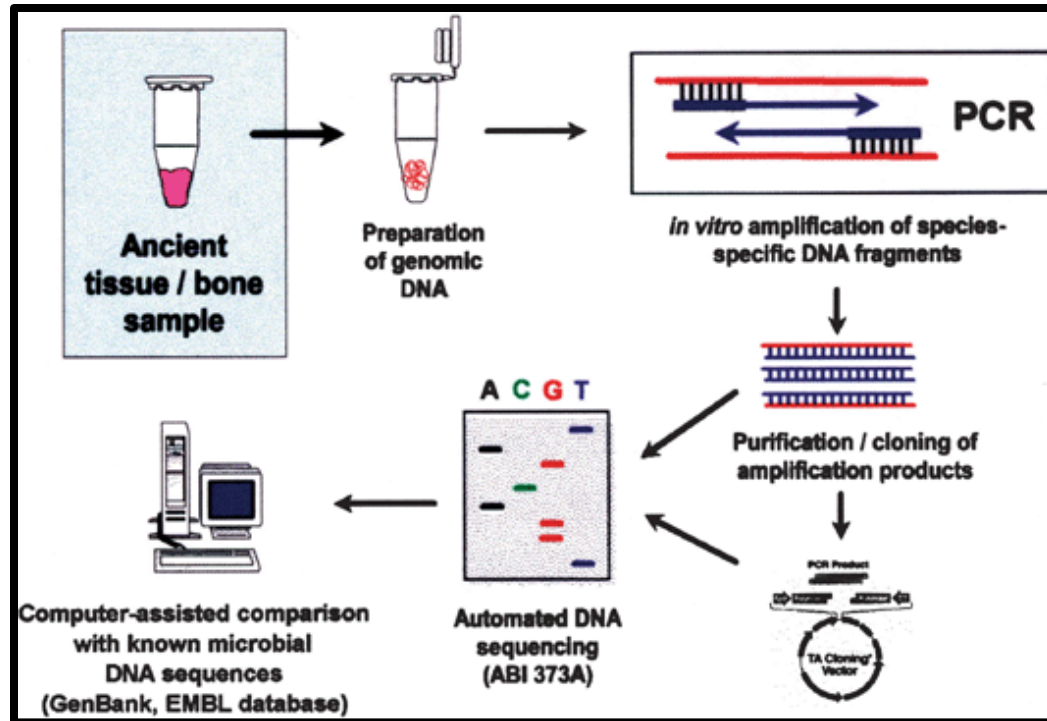 Ancient
tissue / bone
sample
Preparation
of genomic
DNA
PCR
in vitro amplification of species-
specific DNA fragments
Purification / cloning of
amplification products
PCR Product
TA Cloning
Vector
A C G T
Automated DNA
sequencing
(ABI 373A)
Computer-assisted comparison
with known microbial
DNA sequences
(GenBank, EMBL database)